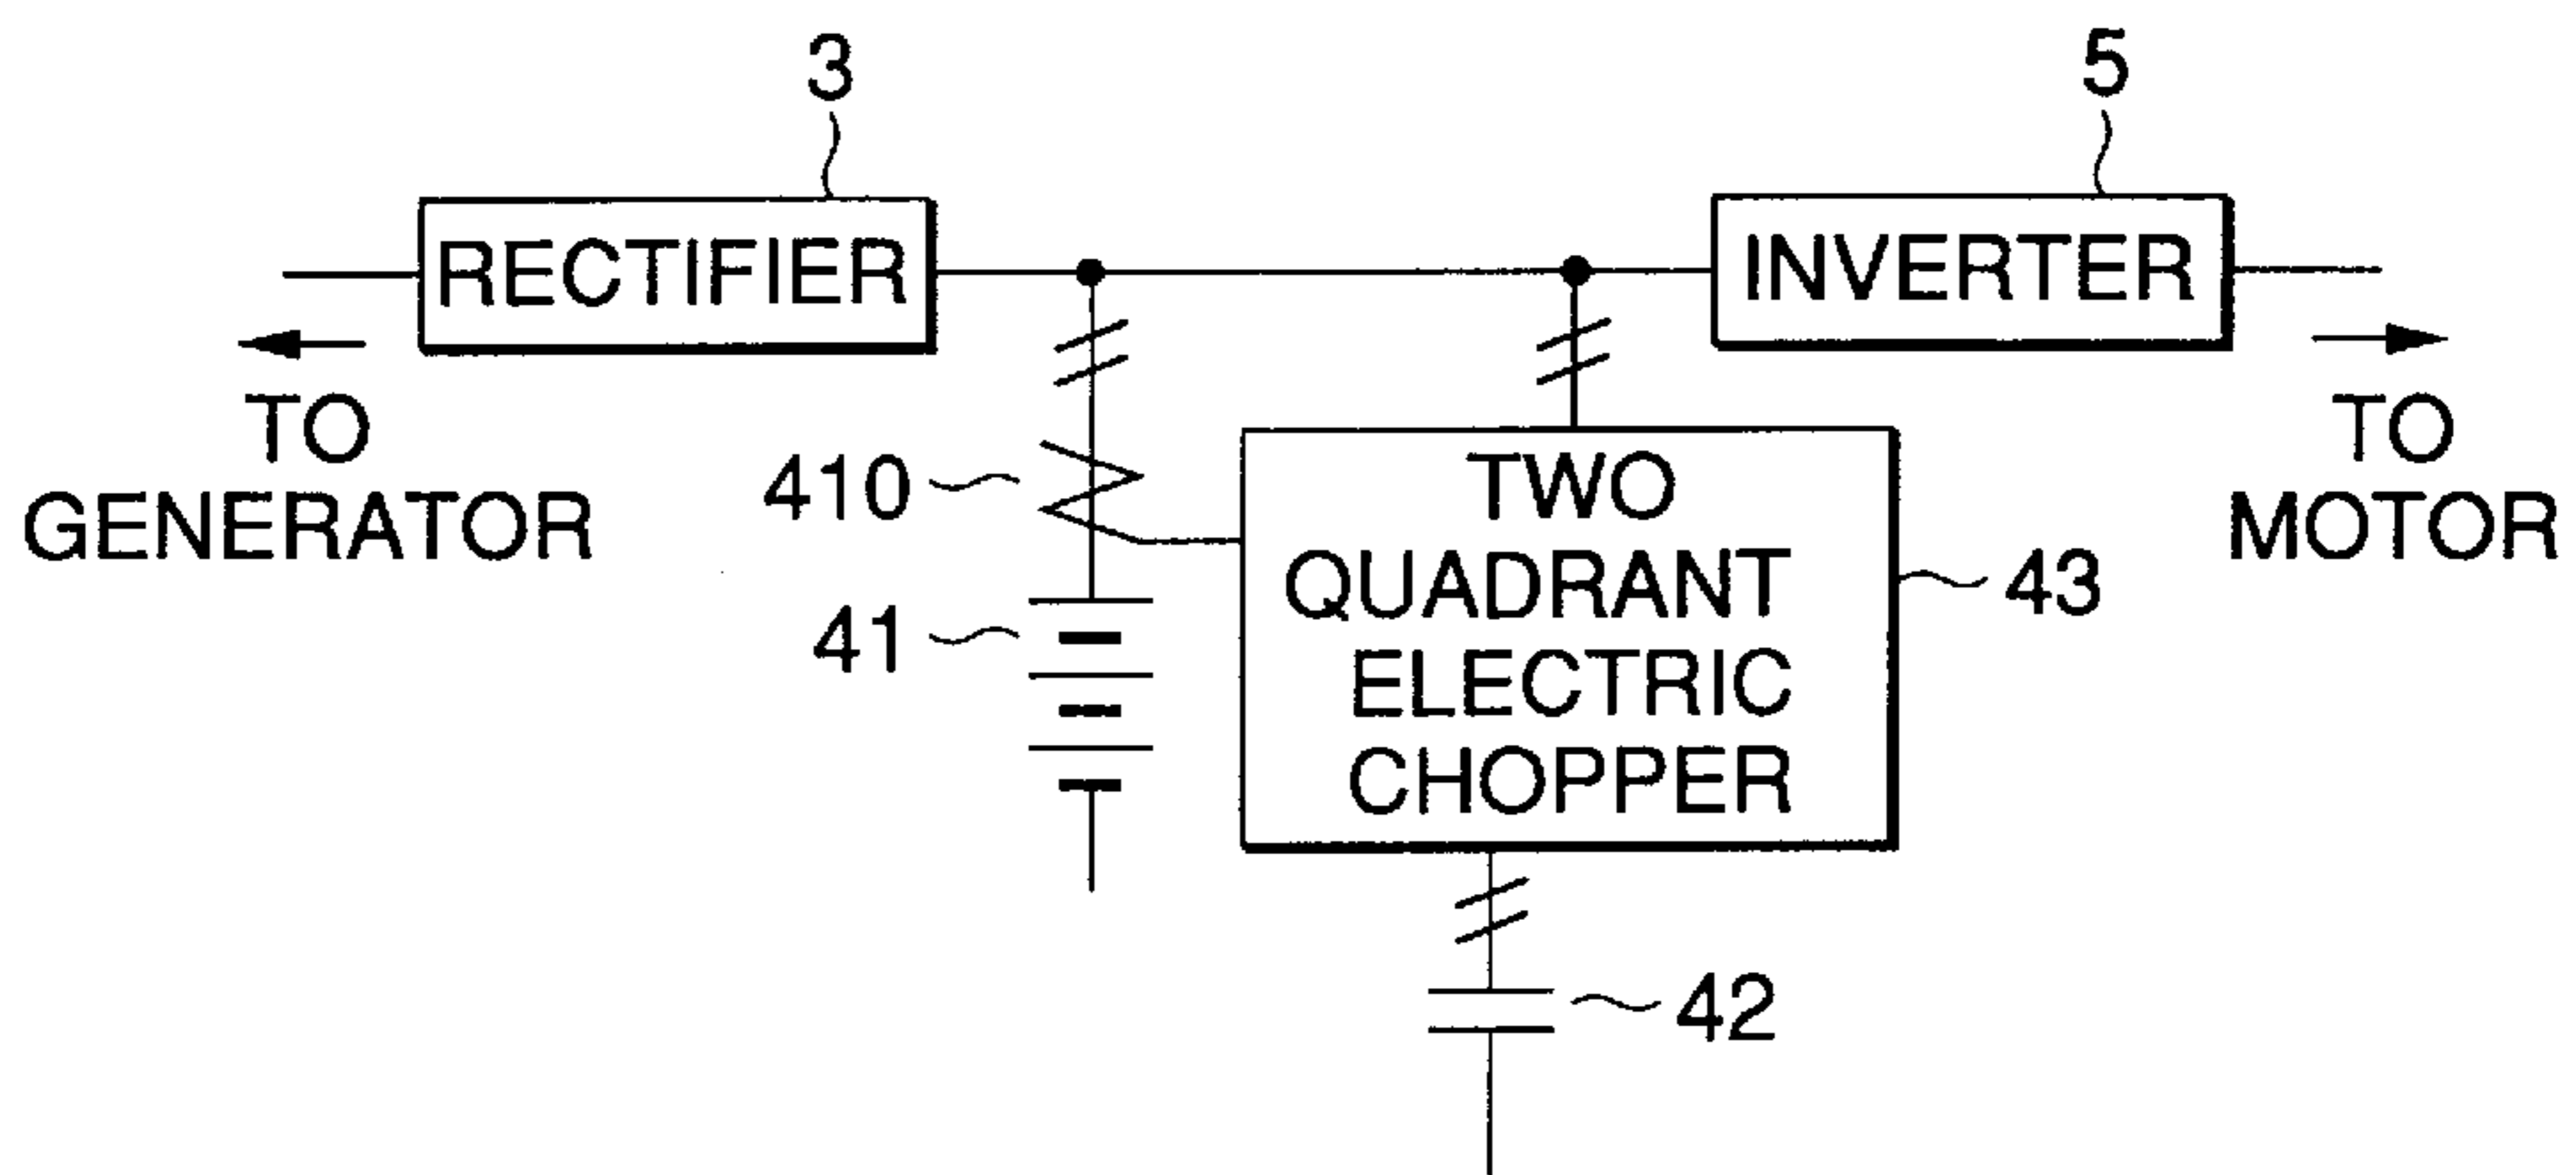 3
5
RECTIFIER
INVERTER
TO
GENERATOR
TO
MOTOR
410
41
TWO
QUADRANT
ELECTRIC
CHOPPER
43
42